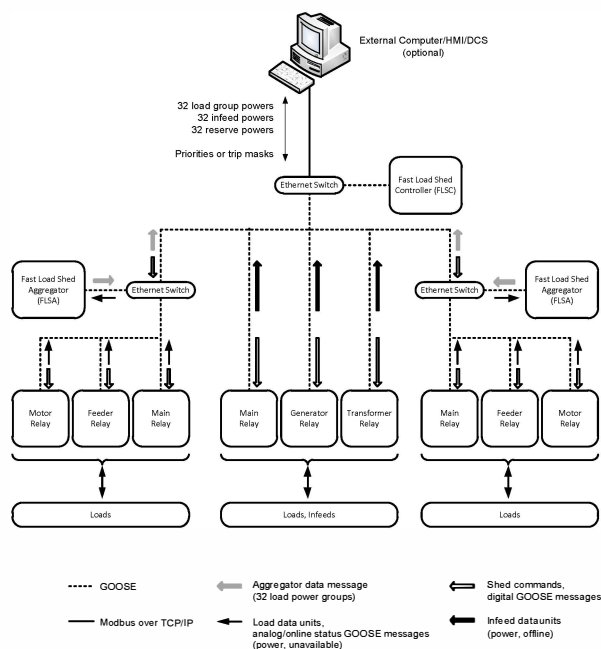 External Computer/HMI/DCS
(optional)
32 load group powers
32 infeed powers
32 reserve powers
Priorities or trip masks
Ethernet Switch
Fast Load Shed
Controller (FLSC)
Fast Load Shed
Aggregator
(FLSA)
Ethernet Switch
Ethernet Switch
Fast Load Shed
Aggregator
(FLSA)
Motor
Relay
Feeder
Relay
Main
Relay
Main
Relay
Generator
Relay
Transformer
Relay
Main
Relay
Feeder
Relay
Motor
Relay
Loads
Loads, Infeeds
Loads
GOOSE
Aggregator data message
(32 load power groups)
Shed commands,
digital GOOSE messages
Modbus over TCP/IP
Load data units,
analog/online status GOOSE messages
(power, unavailable)
Infeed dataunits
(power, offline)